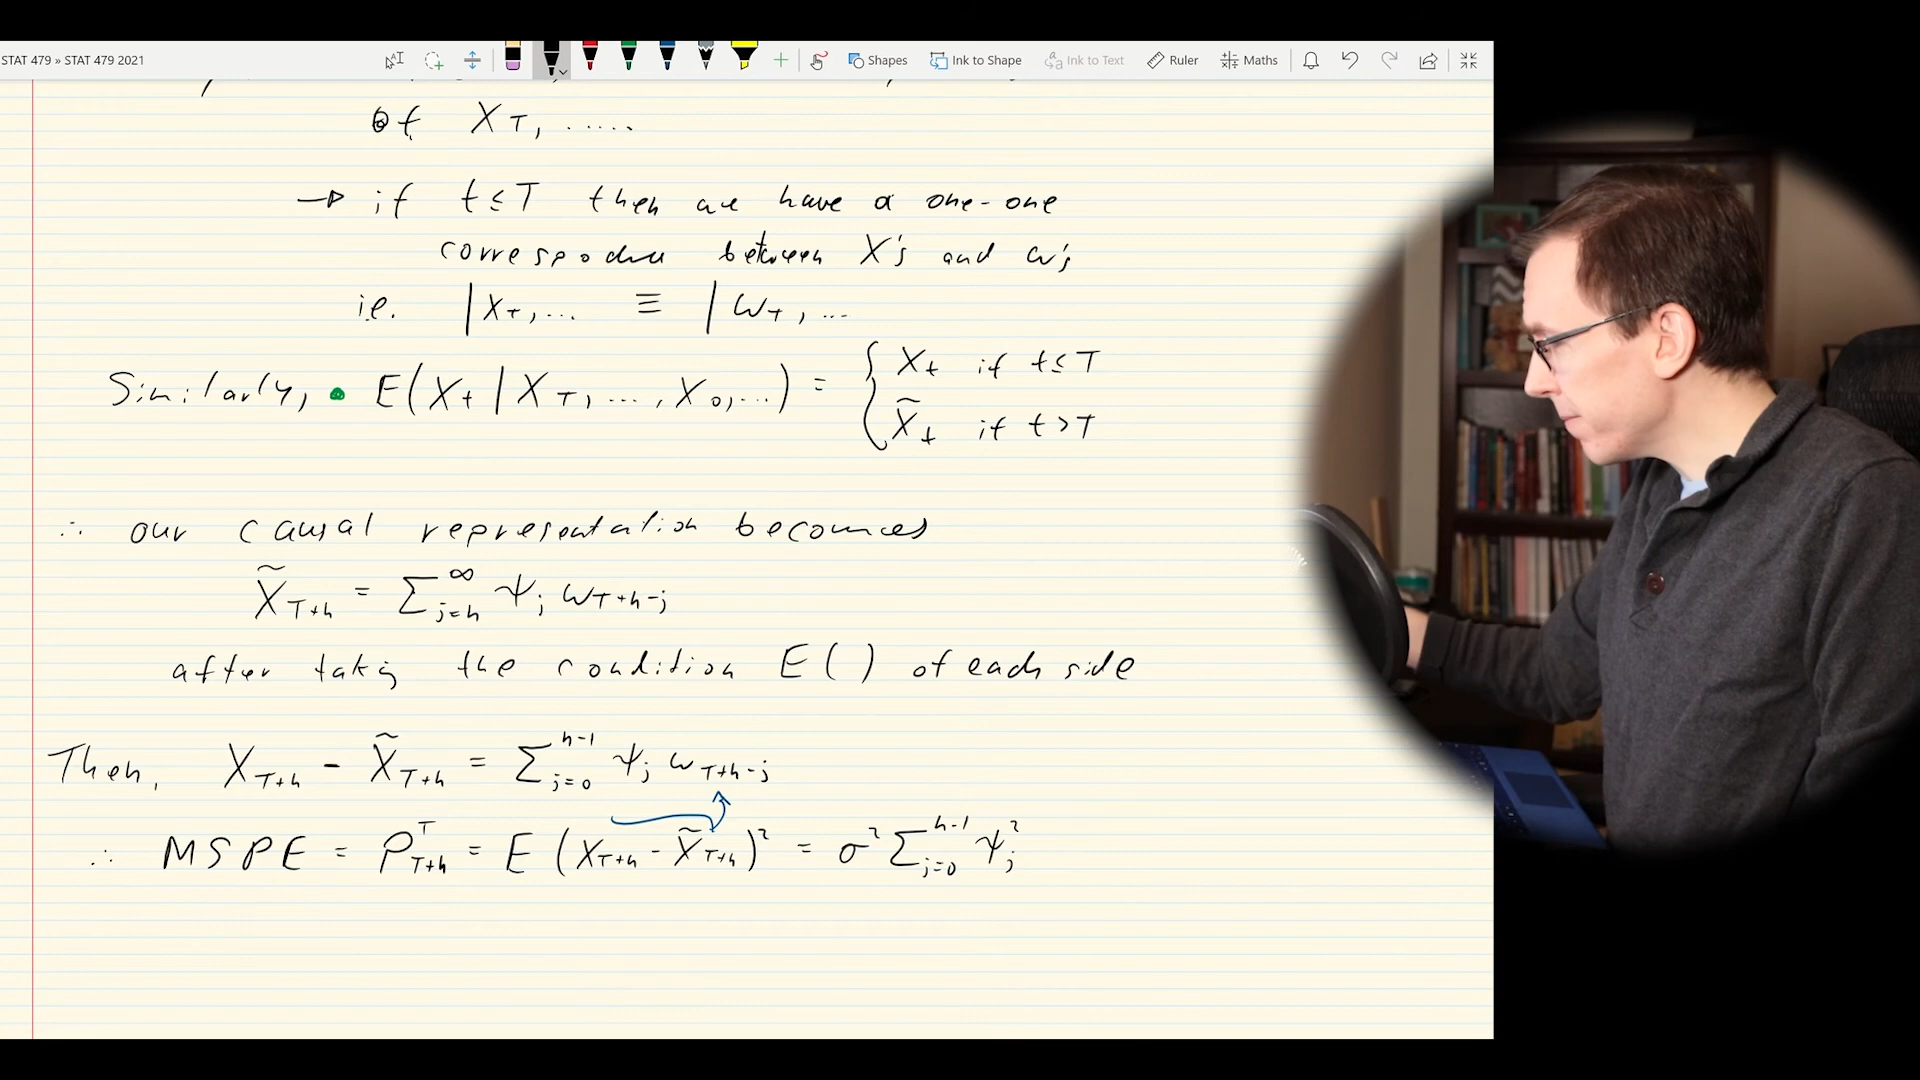 STAT 479 » STAT 479 2021
Shapes Ink to Shape Ink to Text Ruler Maths
of X_T, .....
→ if t ≤ T then we have a one-one
correspodnce between X's and w's
i.e. | X_T, ... ≡ | w_T, ...
Similarly, • E(X_t | X_T, ..., X_0, ...) = { X_t if t ≤ T
X̃_t if t > T
∴ our causal representation becomes
X̃_{T+h} = Σ_{j=h}^∞ ψ_j w_{T+h-j}
after taking the condition E( ) of each side
Then, X_{T+h} - X̃_{T+h} = Σ_{j=0}^{h-1} ψ_j w_{T+h-j}
∴ MSPE = P^T_{T+h} = E (X_{T+h} - X̃_{T+h})² = σ² Σ_{j=0}^{h-1} ψ_j²